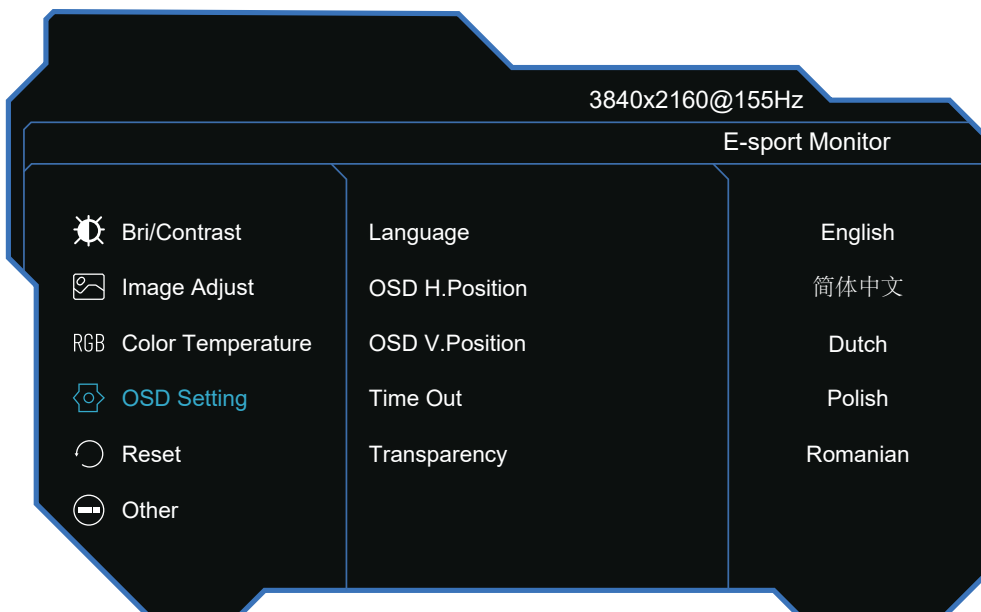 3840x2160@155Hz
E-sport Monitor
Bri/Contrast
Image Adjust
RGB Color Temperature
OSD Setting
Reset
Other
Language
OSD H.Position
OSD V.Position
Time Out
Transparency
English
简体中文
Dutch
Polish
Romanian